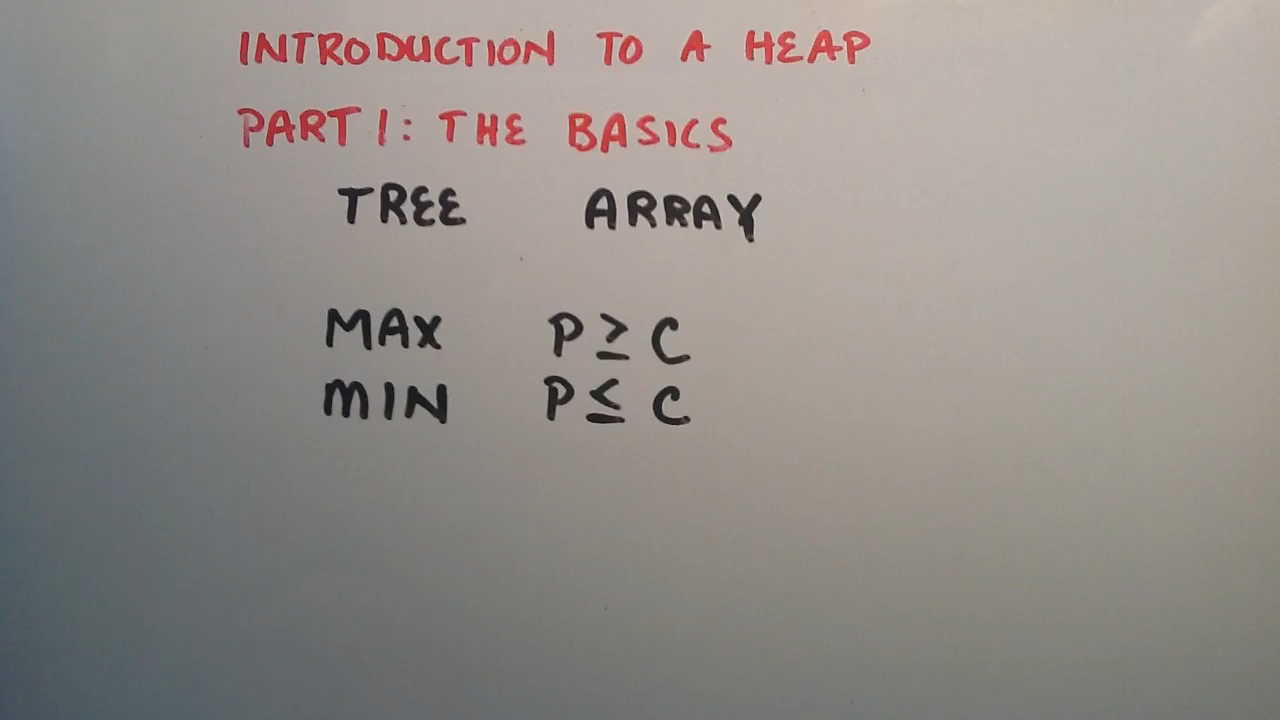 INTRODUCTION TO A HEAP
PART 1: THE BASICS
TREE ARRAY
MAX P ≥ C
MIN P ≤ C